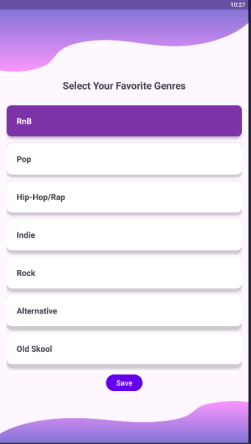 10:27
Select Your Favorite Genres
RnB
Pop
Hip-Hop/Rap
Indie
Rock
Alternative
Old Skool
Save